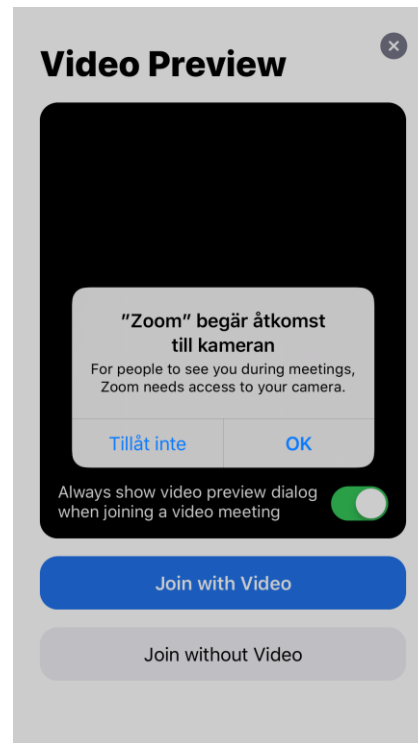 Video Preview
”Zoom” begär åtkomst
till kameran
For people to see you during meetings,
Zoom needs access to your camera.
Tillåt inte
OK
Always show video preview dialog
when joining a video meeting
Join with Video
Join without Video